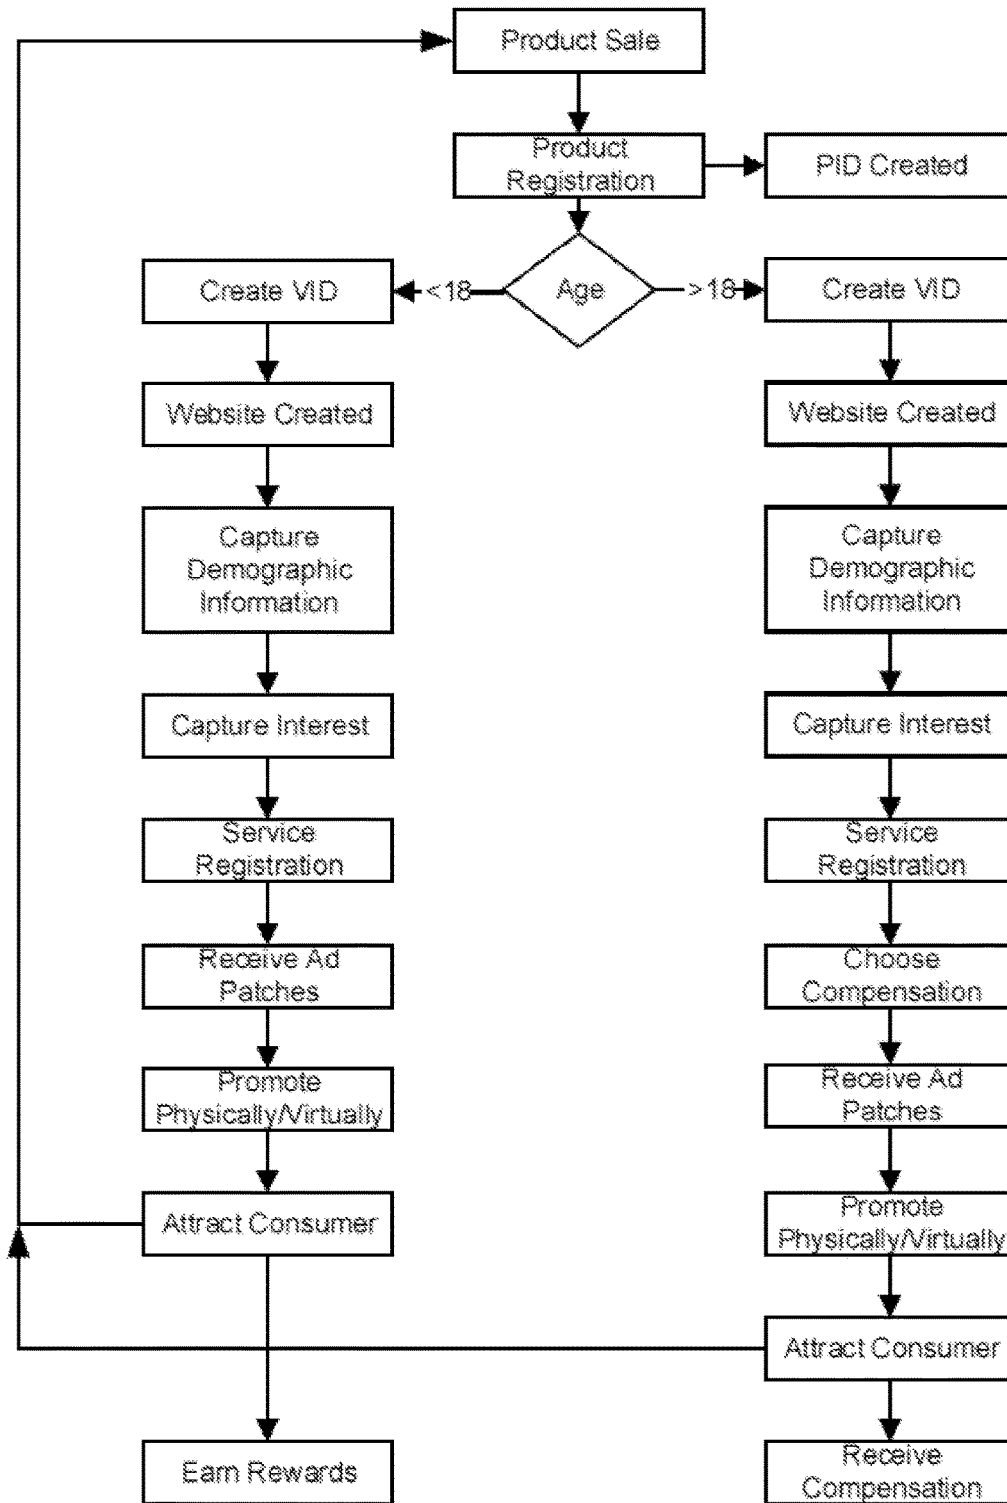 Product Sale
Product
Registration
PID Created
Age
<18
>18
Create VID
Website Created
Capture
Demographic
Information
Capture Interest
Service
Registration
Receive Ad
Patches
Promote
Physically/Virtually
Attract Consumer
Earn Rewards
Create VID
Website Created
Capture
Demographic
Information
Capture Interest
Service
Registration
Choose
Compensation
Receive Ad
Patches
Promote
Physically/Virtually
Attract Consumer
Receive
Compensation